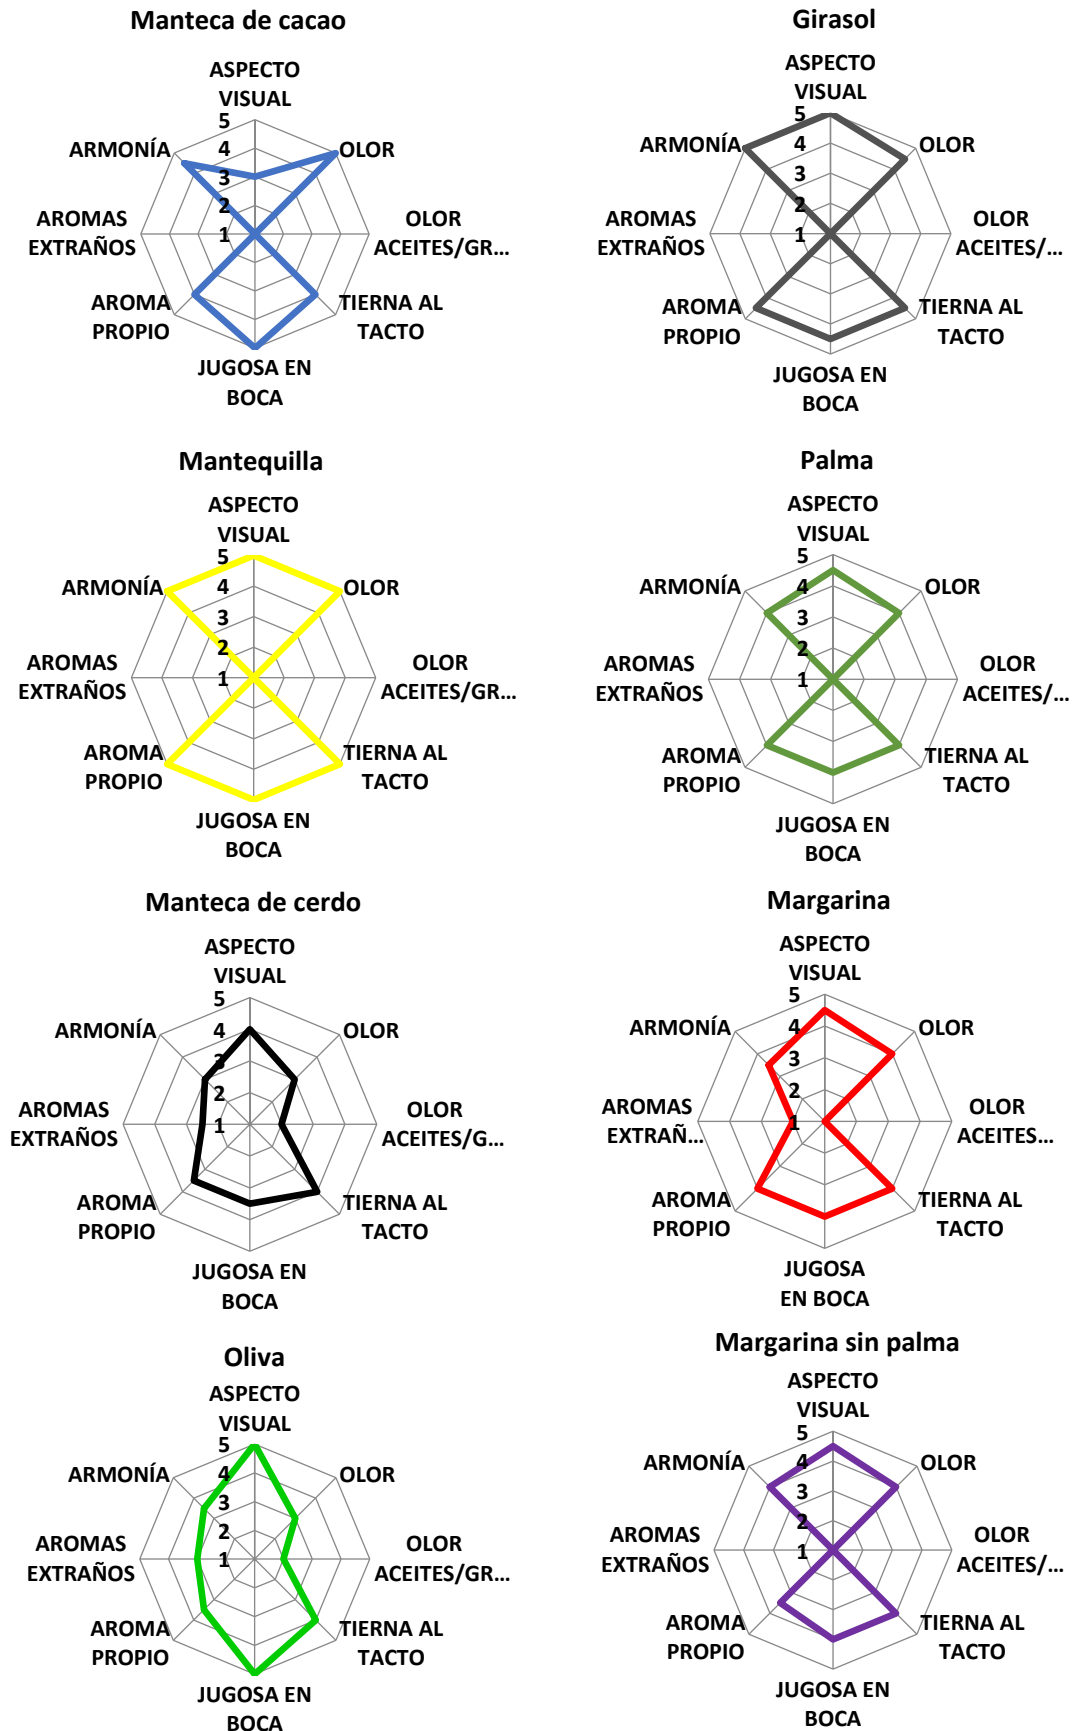 Manteca de cacao
ASPECTO
VISUAL
5
4
3
2
1
OLOR
OLOR
ACEITES/GR...
TIERNA AL
TACTO
JUGOSA EN
BOCA
AROMA
PROPIO
AROMAS
EXTRAÑOS
ARMONÍA
Girasol
ASPECTO
VISUAL
5
4
3
2
1
OLOR
OLOR
ACEITES/...
TIERNA AL
TACTO
JUGOSA EN
BOCA
AROMA
PROPIO
AROMAS
EXTRAÑOS
ARMONÍA
Mantequilla
ASPECTO
VISUAL
5
4
3
2
1
OLOR
OLOR
ACEITES/GR...
TIERNA AL
TACTO
JUGOSA EN
BOCA
AROMA
PROPIO
AROMAS
EXTRAÑOS
ARMONÍA
Palma
ASPECTO
VISUAL
5
4
3
2
1
OLOR
OLOR
ACEITES/...
TIERNA AL
TACTO
JUGOSA EN
BOCA
AROMA
PROPIO
AROMAS
EXTRAÑOS
ARMONÍA
Manteca de cerdo
ASPECTO
VISUAL
5
4
3
2
1
OLOR
OLOR
ACEITES/G...
TIERNA AL
TACTO
JUGOSA EN
BOCA
AROMA
PROPIO
AROMAS
EXTRAÑOS
ARMONÍA
Margarina
ASPECTO
VISUAL
5
4
3
2
1
OLOR
OLOR
ACEITES...
TIERNA AL
TACTO
JUGOSA
EN BOCA
AROMA
PROPIO
AROMAS
EXTRAÑ...
ARMONÍA
Oliva
ASPECTO
VISUAL
5
4
3
2
1
OLOR
OLOR
ACEITES/GR...
TIERNA AL
TACTO
JUGOSA EN
BOCA
AROMA
PROPIO
AROMAS
EXTRAÑOS
ARMONÍA
Margarina sin palma
ASPECTO
VISUAL
5
4
3
2
1
OLOR
OLOR
ACEITES/...
TIERNA AL
TACTO
JUGOSA EN
BOCA
AROMA
PROPIO
AROMAS
EXTRAÑOS
ARMONÍA